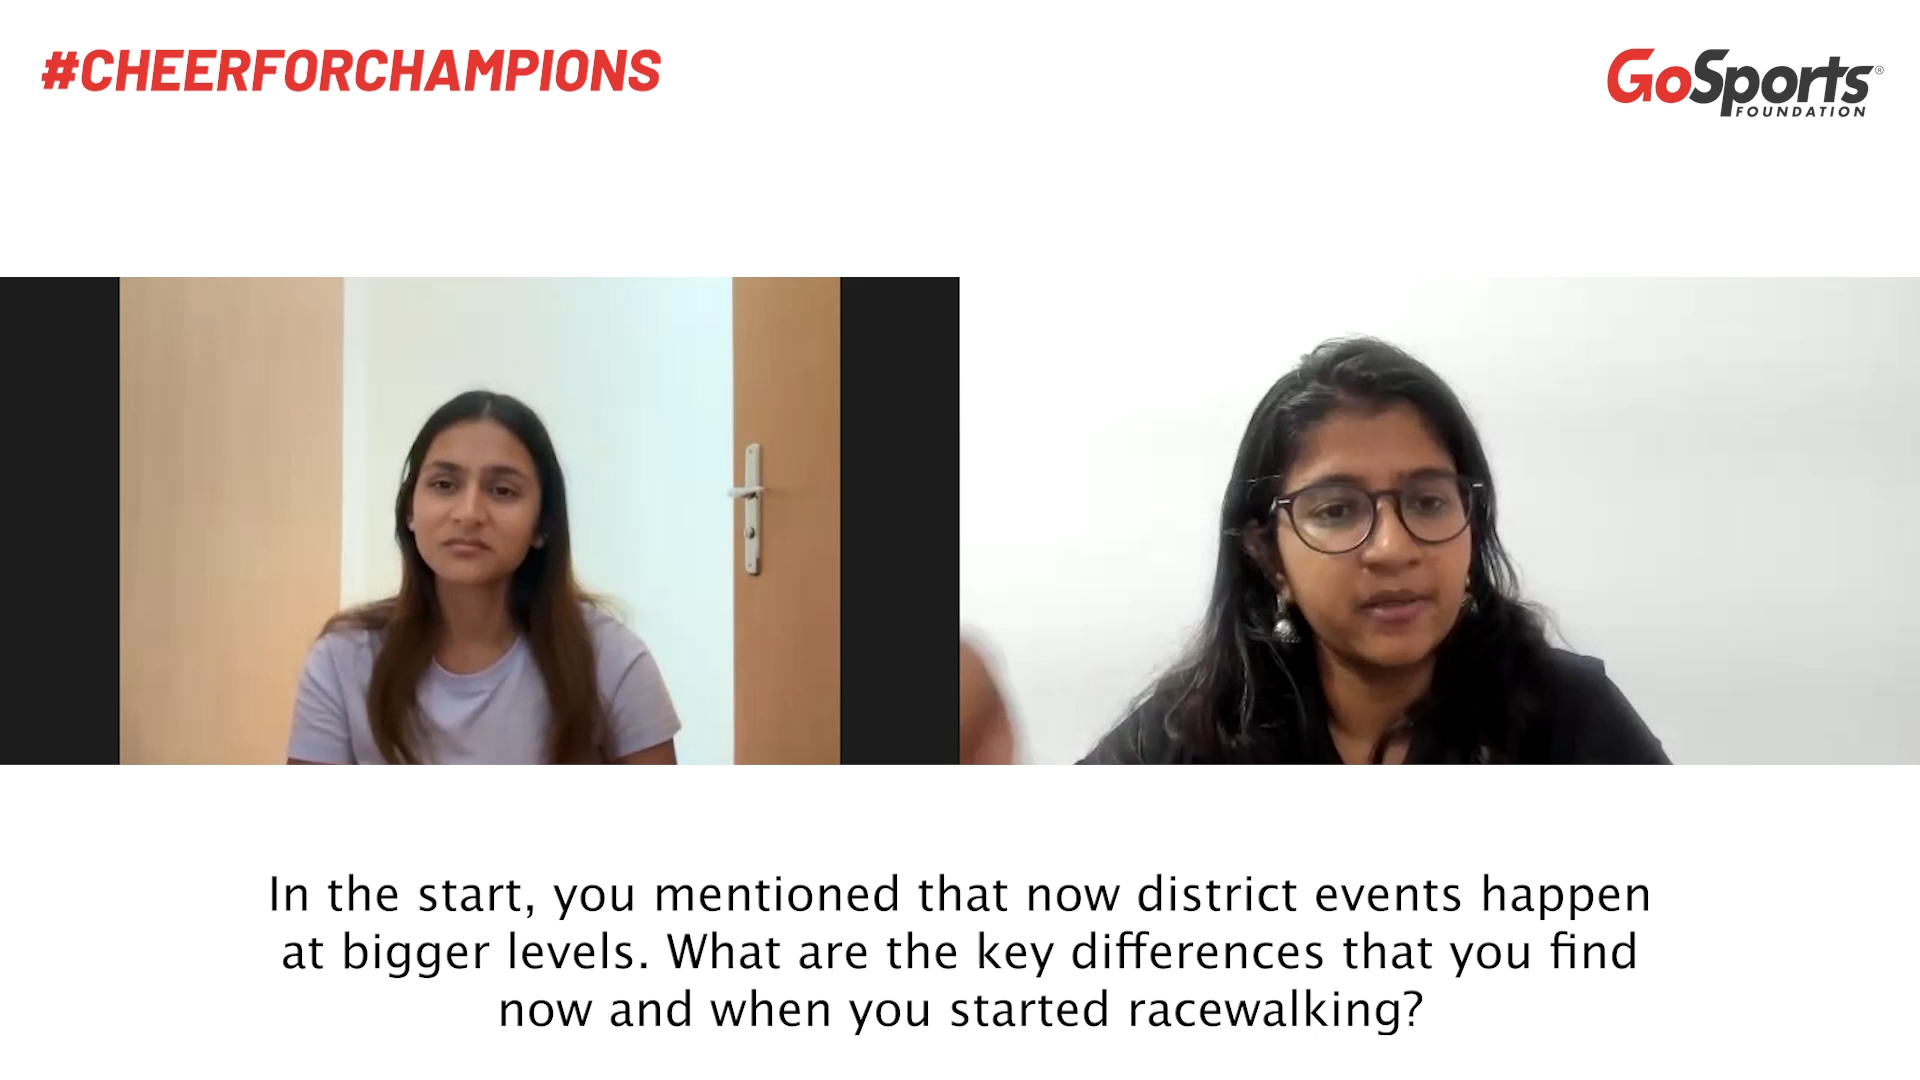 #CHEERFORCHAMPIONS
GoSports®
FOUNDATION
In the start, you mentioned that now district events happen
at bigger levels. What are the key differences that you find
now and when you started racewalking?